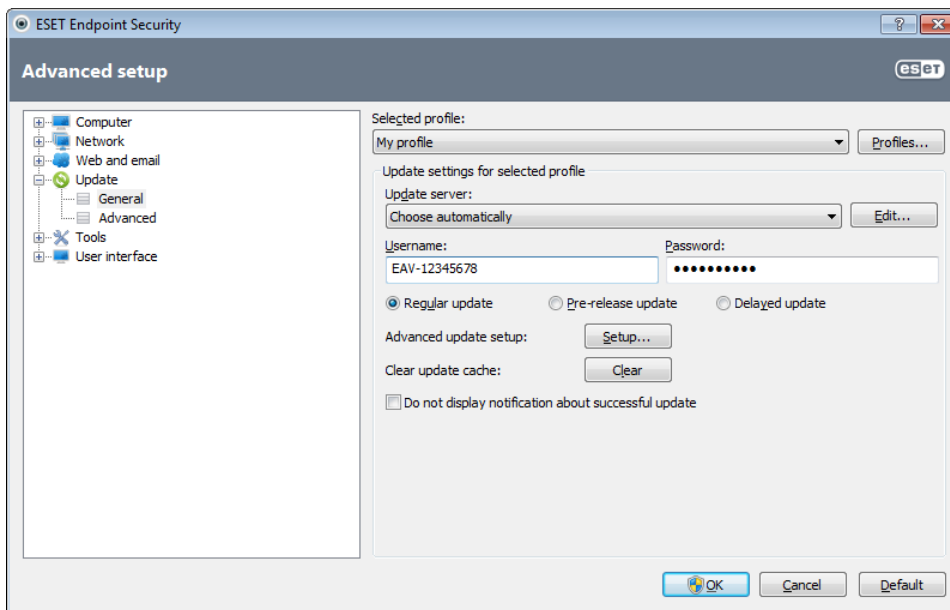 ESET Endpoint Security
Advanced setup
eseT
Computer
Network
Web and email
Update
General
Advanced
Tools
User interface
Selected profile:
My profile
Profiles...
Update settings for selected profile
Update server:
Choose automatically
Edit...
Username: Password:
EAV-12345678 ••••••••••
Regular update Pre-release update Delayed update
Advanced update setup: Setup...
Clear update cache: Clear
Do not display notification about successful update
OK Cancel Default